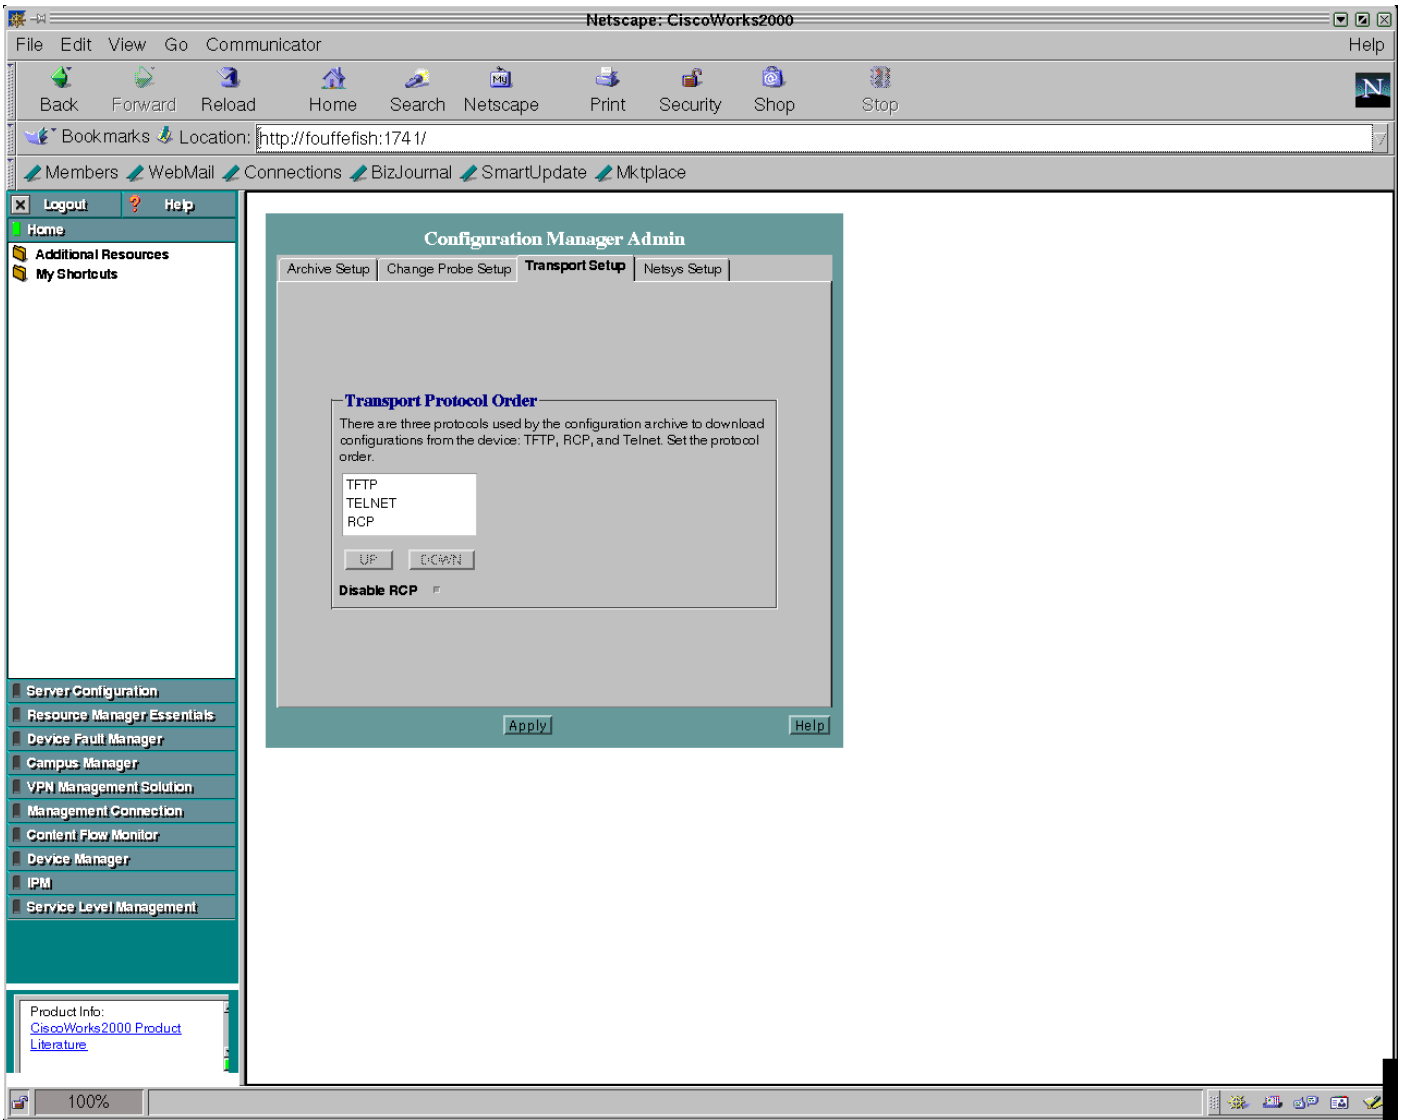 Netscape: CiscoWorks2000
File Edit View Go Communicator Help
Back Forward Reload Home Search Netscape Print Security Shop Stop
My
N
Bookmarks Location: http://fouffefish:1741/
Members WebMail Connections BizJournal SmartUpdate Mktplace
Logout ? Help
Home
Additional Resources
My Shortcuts
Configuration Manager Admin
Archive Setup Change Probe Setup Transport Setup Netsys Setup
Transport Protocol Order
There are three protocols used by the configuration archive to download
configurations from the device: TFTP, RCP, and Telnet. Set the protocol
order.
TFTP
TELNET
RCP
UP DOWN
Disable RCP
Apply Help
Server Configuration
Resource Manager Essentials
Device Fault Manager
Campus Manager
VPN Management Solution
Management Connection
Content Flow Monitor
Device Manager
IPM
Service Level Management
Product Info:
CiscoWorks2000 Product
Literature
100%